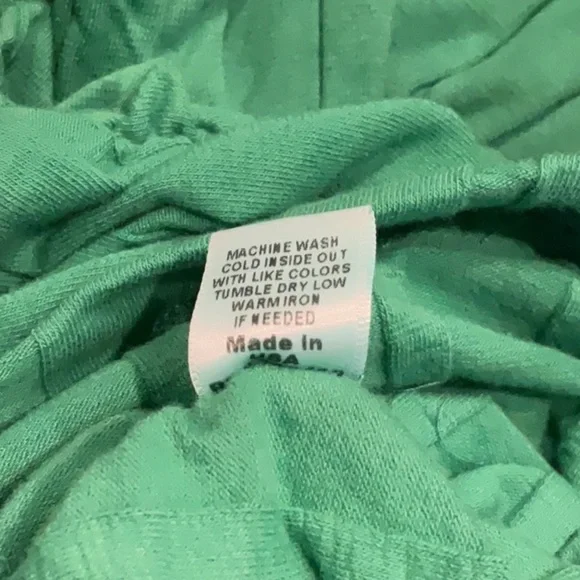 MACHINE WASH
COLD INSIDE OUT
WITH LIKE COLORS
TUMBLE DRY LOW
WARM IRON
IF NEEDED
Made in
USA